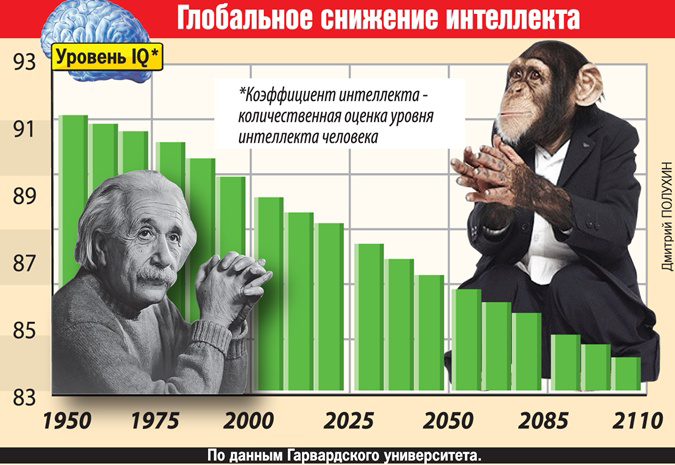 Глобальное снижение интеллекта
Уровень IQ*
*Коэффициент интеллекта -
количественная оценка уровня
интеллекта человека
93
91
89
87
85
83
1950 1975 2000 2025 2050 2085 2110
Дмитрий ПОЛУХИН
По данным Гарвардского университета.